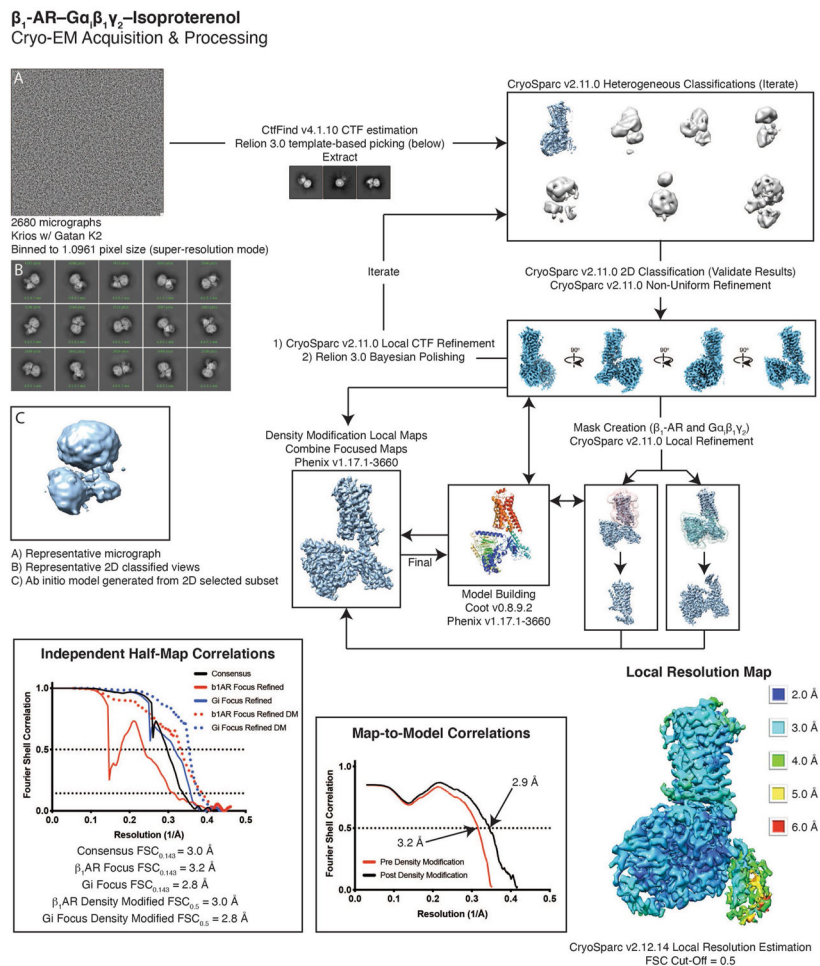 β₁-AR–Gαᵢβ₁γ₂–Isoproterenol
Cryo-EM Acquisition & Processing
A
2680 micrographs
Krios w/ Gatan K2
Binned to 1.0961 pixel size (super-resolution mode)
CtfFind v4.1.10 CTF estimation
Relion 3.0 template-based picking (below)
Extract
CryoSparc v2.11.0 Heterogeneous Classifications (Iterate)
B
Iterate
CryoSparc v2.11.0 2D Classification (Validate Results)
CryoSparc v2.11.0 Non-Uniform Refinement
1) CryoSparc v2.11.0 Local CTF Refinement
2) Relion 3.0 Bayesian Polishing
90°
90°
90°
C
Density Modification Local Maps
Combine Focused Maps
Phenix v1.17.1-3660
Mask Creation (β₁-AR and Gαᵢβ₁γ₂)
CryoSparc v2.11.0 Local Refinement
Final
Model Building
Coot v0.8.9.2
Phenix v1.17.1-3660
A) Representative micrograph
B) Representative 2D classified views
C) Ab initio model generated from 2D selected subset
Independent Half-Map Correlations
Consensus
b1AR Focus Refined
Gi Focus Refined
b1AR Focus Refined DM
Gi Focus Refined DM
Fourier Shell Correlation
1.0
0.5
0.0
0.0 0.1 0.2 0.3 0.4 0.5
Resolution (1/Å)
Consensus FSC₀.₁₄₃ = 3.0 Å
β₁AR Focus FSC₀.₁₄₃ = 3.2 Å
Gi Focus FSC₀.₁₄₃ = 2.8 Å
β₁AR Density Modified FSC₀.₅ = 3.0 Å
Gi Focus Density Modified FSC₀.₅ = 2.8 Å
Map-to-Model Correlations
Fourier Shell Correlation
1.0
0.5
0.0
2.9 Å
3.2 Å
Pre Density Modification
Post Density Modification
0.0 0.1 0.2 0.3 0.4 0.5
Resolution (1/Å)
Local Resolution Map
2.0 Å
3.0 Å
4.0 Å
5.0 Å
6.0 Å
CryoSparc v2.12.14 Local Resolution Estimation
FSC Cut-Off = 0.5